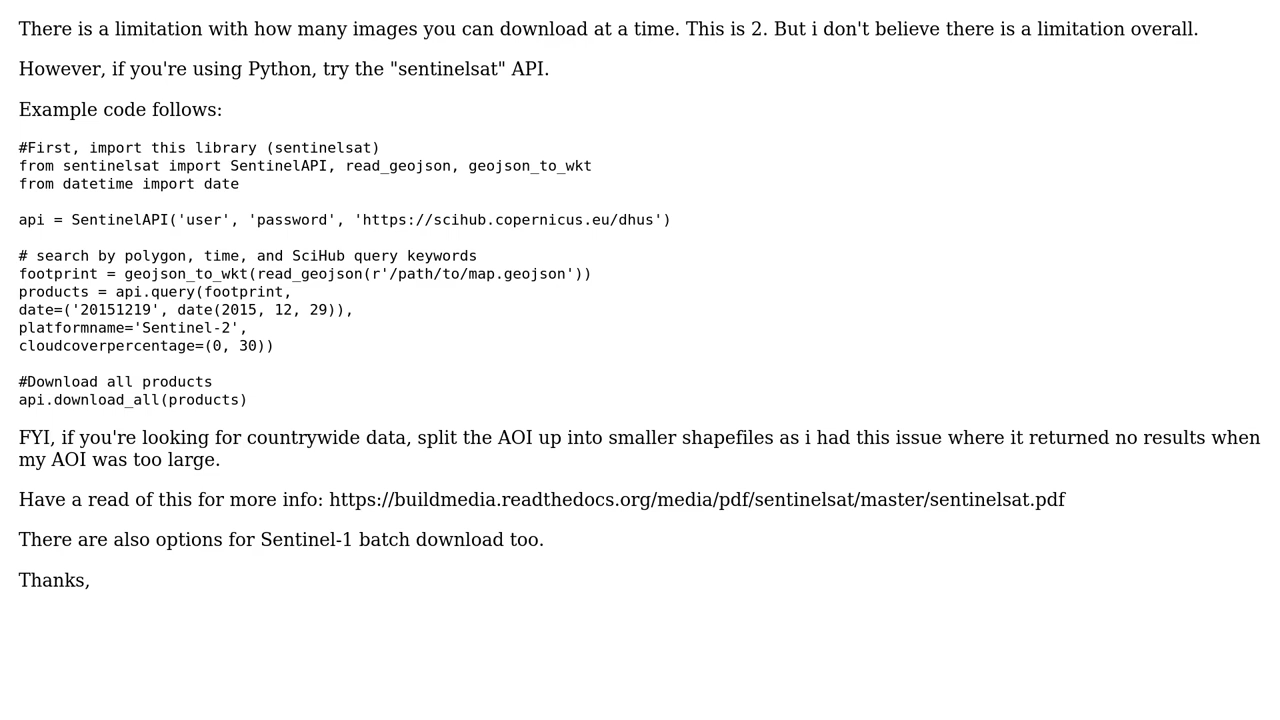 There is a limitation with how many images you can download at a time. This is 2. But i don't believe there is a limitation overall.
However, if you're using Python, try the "sentinelsat" API.
Example code follows:
#First, import this library (sentinelsat)
from sentinelsat import SentinelAPI, read_geojson, geojson_to_wkt
from datetime import date
api = SentinelAPI('user', 'password', 'https://scihub.copernicus.eu/dhus')
# search by polygon, time, and SciHub query keywords
footprint = geojson_to_wkt(read_geojson(r'/path/to/map.geojson'))
products = api.query(footprint,
date=('20151219', date(2015, 12, 29)),
platformname='Sentinel-2',
cloudcoverpercentage=(0, 30))
#Download all products
api.download_all(products)
FYI, if you're looking for countrywide data, split the AOI up into smaller shapefiles as i had this issue where it returned no results when
my AOI was too large.
Have a read of this for more info: https://buildmedia.readthedocs.org/media/pdf/sentinelsat/master/sentinelsat.pdf
There are also options for Sentinel-1 batch download too.
Thanks,